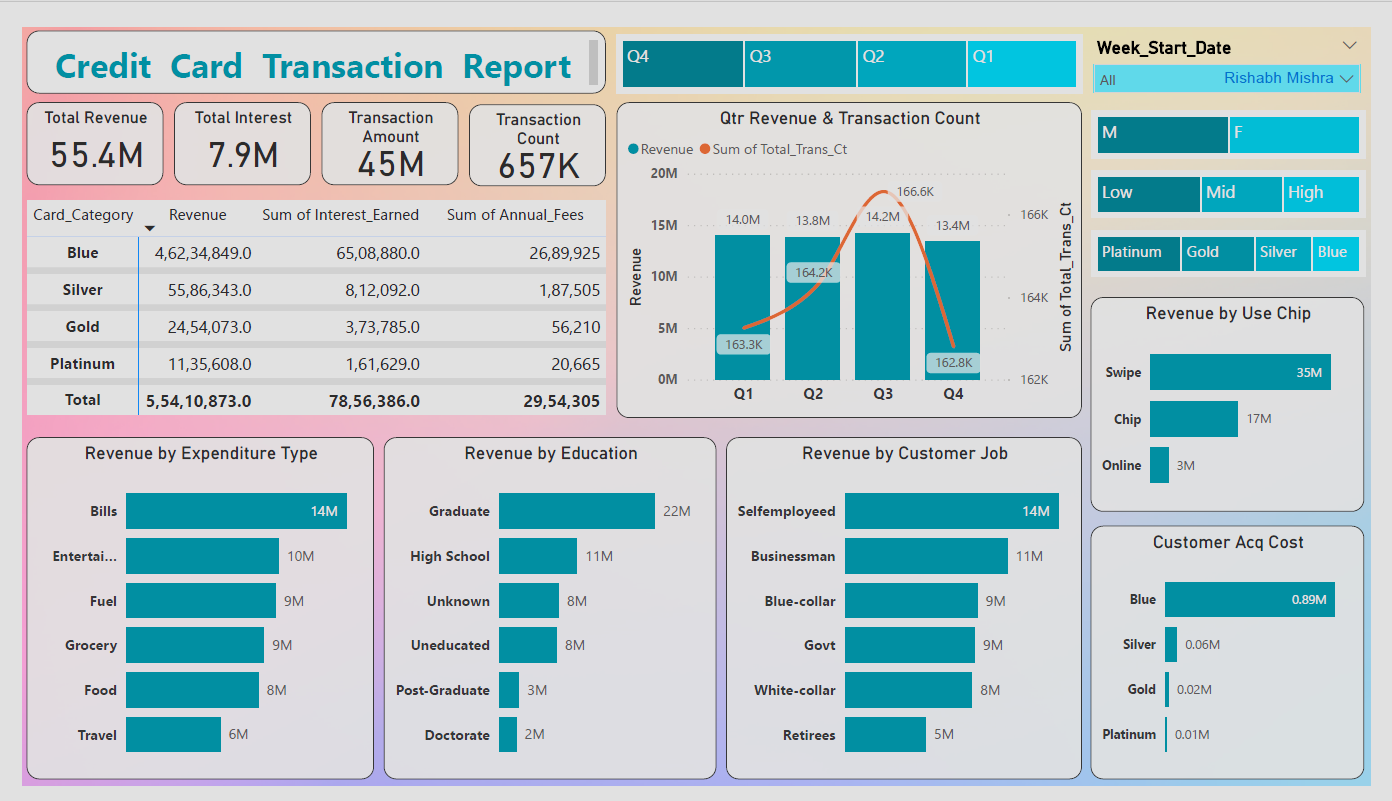 Credit Card Transaction Report
Q4 Q3 Q2 Q1
Week_Start_Date
All Rishabh Mishra
Total Revenue
55.4M
Total Interest
7.9M
Transaction
Amount
45M
Transaction
Count
657K
M F
Low Mid High
Platinum Gold Silver Blue
Card_Category Revenue Sum of Interest_Earned Sum of Annual_Fees
Blue 4,62,34,849.0 65,08,880.0 26,89,925
Silver 55,86,343.0 8,12,092.0 1,87,505
Gold 24,54,073.0 3,73,785.0 56,210
Platinum 11,35,608.0 1,61,629.0 20,665
Total 5,54,10,873.0 78,56,386.0 29,54,305
Qtr Revenue & Transaction Count
Revenue Sum of Total_Trans_Ct
20M
15M
10M
5M
0M
Revenue
14.0M 13.8M 14.2M 13.4M
163.3K 164.2K 166.6K 162.8K
166K
164K
162K
Sum of Total_Trans_Ct
Q1 Q2 Q3 Q4
Revenue by Use Chip
Swipe 35M
Chip 17M
Online 3M
Revenue by Expenditure Type
Bills 14M
Entertai... 10M
Fuel 9M
Grocery 9M
Food 8M
Travel 6M
Revenue by Education
Graduate 22M
High School 11M
Unknown 8M
Uneducated 8M
Post-Graduate 3M
Doctorate 2M
Revenue by Customer Job
Selfemployeed 14M
Businessman 11M
Blue-collar 9M
Govt 9M
White-collar 8M
Retirees 5M
Customer Acq Cost
Blue 0.89M
Silver 0.06M
Gold 0.02M
Platinum 0.01M